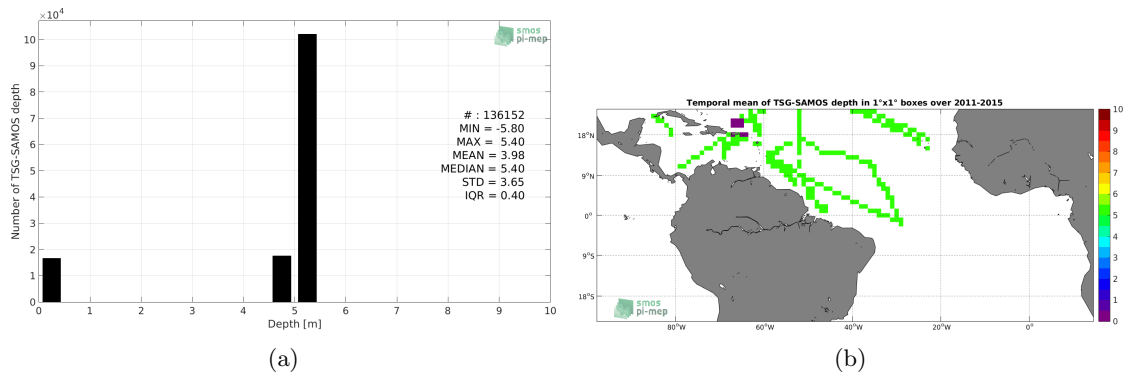 ×10⁴
10
9
8
7
6
5
4
3
2
1
0
Number of TSG-SAMOS depth
smos
pi-mep
# : 136152
MIN = -5.80
MAX = 5.40
MEAN = 3.98
MEDIAN = 5.40
STD = 3.65
IQR = 0.40
0 1 2 3 4 5 6 7 8 9 10
Depth [m]
(a)
Temporal mean of TSG-SAMOS depth in 1°x1° boxes over 2011-2015
18°N
9°N
0°
9°S
18°S
80°W 60°W 40°W 20°W 0°
smos
pi-mep
10
9
8
7
6
5
4
3
2
1
0
(b)